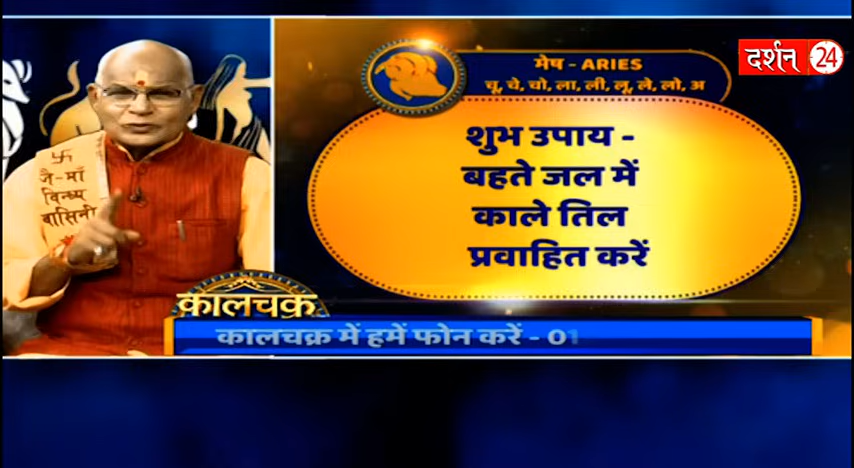 दर्शन 24
मेष - ARIES
चू, चे, चो, ला, ली, लू, ले, लो, अ
शुभ उपाय -
बहते जल में
काले तिल
प्रवाहित करें
जै-माँ
विन्ध्य
वासिनी
कालचक्र
कालचक्र में हमें फोन करें - 01